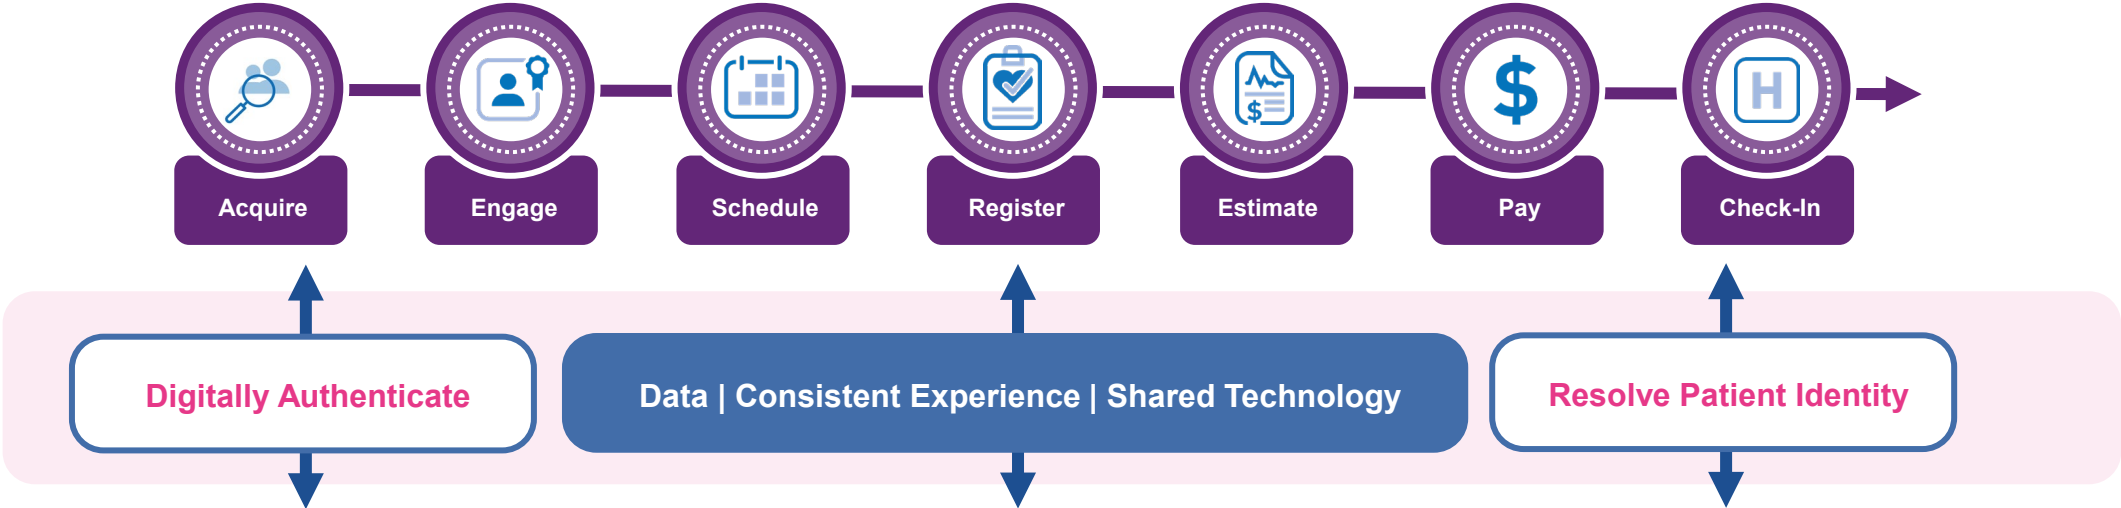 Acquire
Engage
Schedule
Register
Estimate
Pay
Check-In
$
$
H
Digitally Authenticate
Data | Consistent Experience | Shared Technology
Resolve Patient Identity